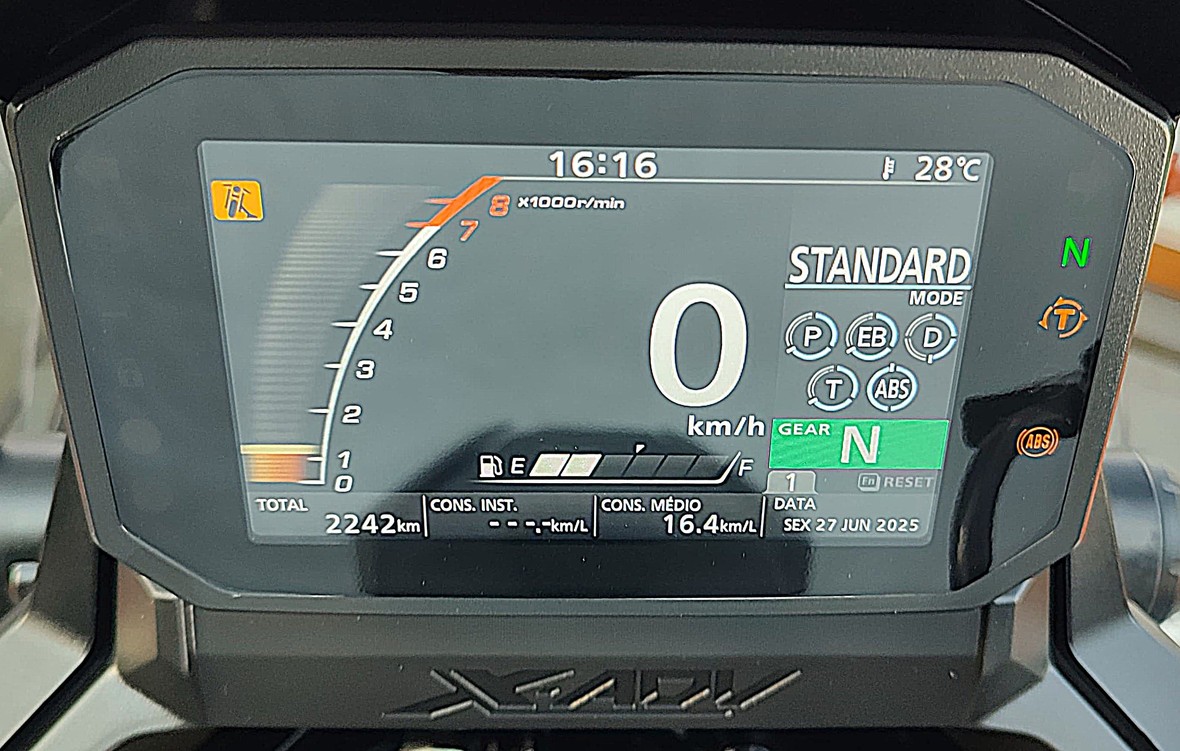 16:16
28°C
8 x1000r/min
7
6
5
4
3
2
1
0
STANDARD
MODE
P EB D
T ABS
0
km/h
GEAR N
E F
1 Fn RESET
TOTAL
2242km
CONS. INST.
---.-km/L
CONS. MÉDIO
16.4km/L
DATA
SEX 27 JUN 2025
N
T
ABS
X-ADV